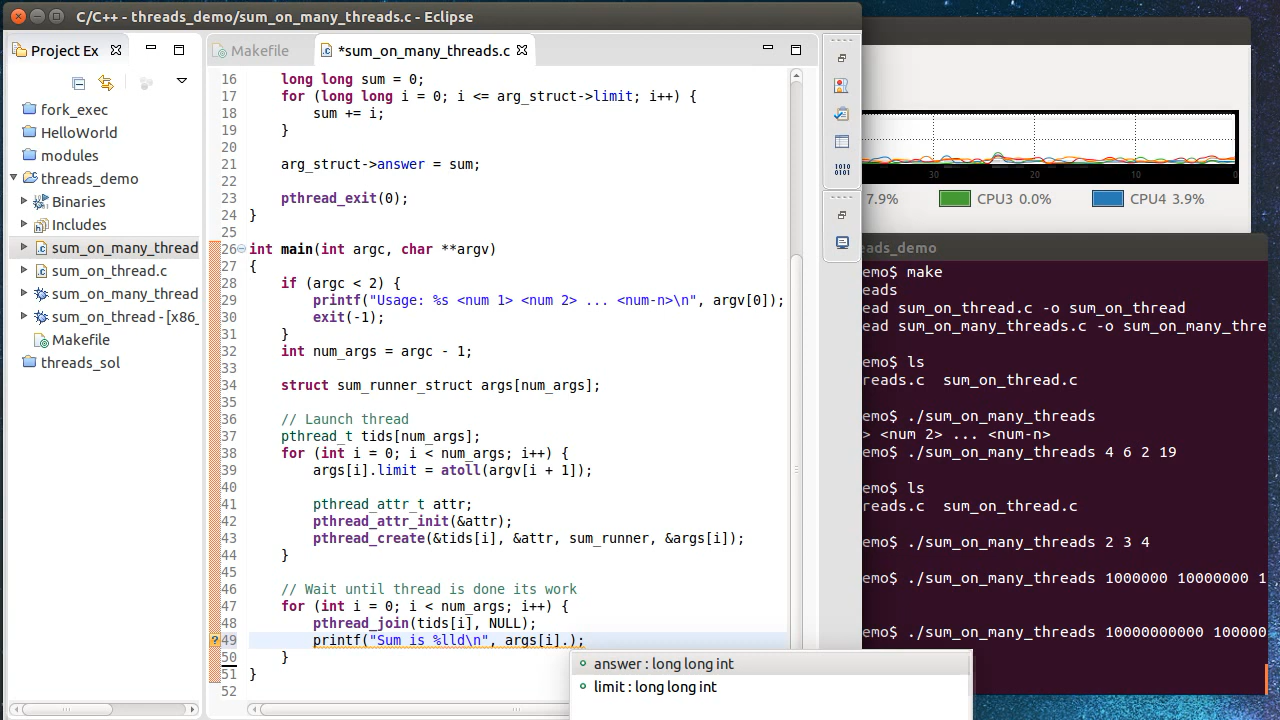 C/C++ - threads_demo/sum_on_many_threads.c - Eclipse
Project Ex
Makefile
*sum_on_many_threads.c
fork_exec
HelloWorld
modules
threads_demo
Binaries
Includes
sum_on_many_thread
sum_on_thread.c
sum_on_many_thread
sum_on_thread - [x86_
Makefile
threads_sol
16 long long sum = 0;
17 for (long long i = 0; i <= arg_struct->limit; i++) {
18 sum += i;
19 }
20
21 arg_struct->answer = sum;
22
23 pthread_exit(0);
24 }
25
26 int main(int argc, char **argv)
27 {
28 if (argc < 2) {
29 printf("Usage: %s <num 1> <num 2> ... <num-n>\n", argv[0]);
30 exit(-1);
31 }
32 int num_args = argc - 1;
33
34 struct sum_runner_struct args[num_args];
35
36 // Launch thread
37 pthread_t tids[num_args];
38 for (int i = 0; i < num_args; i++) {
39 args[i].limit = atoll(argv[i + 1]);
40
41 pthread_attr_t attr;
42 pthread_attr_init(&attr);
43 pthread_create(&tids[i], &attr, sum_runner, &args[i]);
44 }
45
46 // Wait until thread is done its work
47 for (int i = 0; i < num_args; i++) {
48 pthread_join(tids[i], NULL);
49 printf("Sum is %lld\n", args[i].);
50 }
51 }
52
answer : long long int
limit : long long int
1010
0101
30 20 10 0
7.9% CPU3 0.0% CPU4 3.9%
eads_demo
emo$ make
eads
ead sum_on_thread.c -o sum_on_thread
ead sum_on_many_threads.c -o sum_on_many_thre
emo$ ls
reads.c sum_on_thread.c
emo$ ./sum_on_many_threads
> <num 2> ... <num-n>
emo$ ./sum_on_many_threads 4 6 2 19
emo$ ls
reads.c sum_on_thread.c
emo$ ./sum_on_many_threads 2 3 4
emo$ ./sum_on_many_threads 1000000 10000000 1
emo$ ./sum_on_many_threads 10000000000 100000